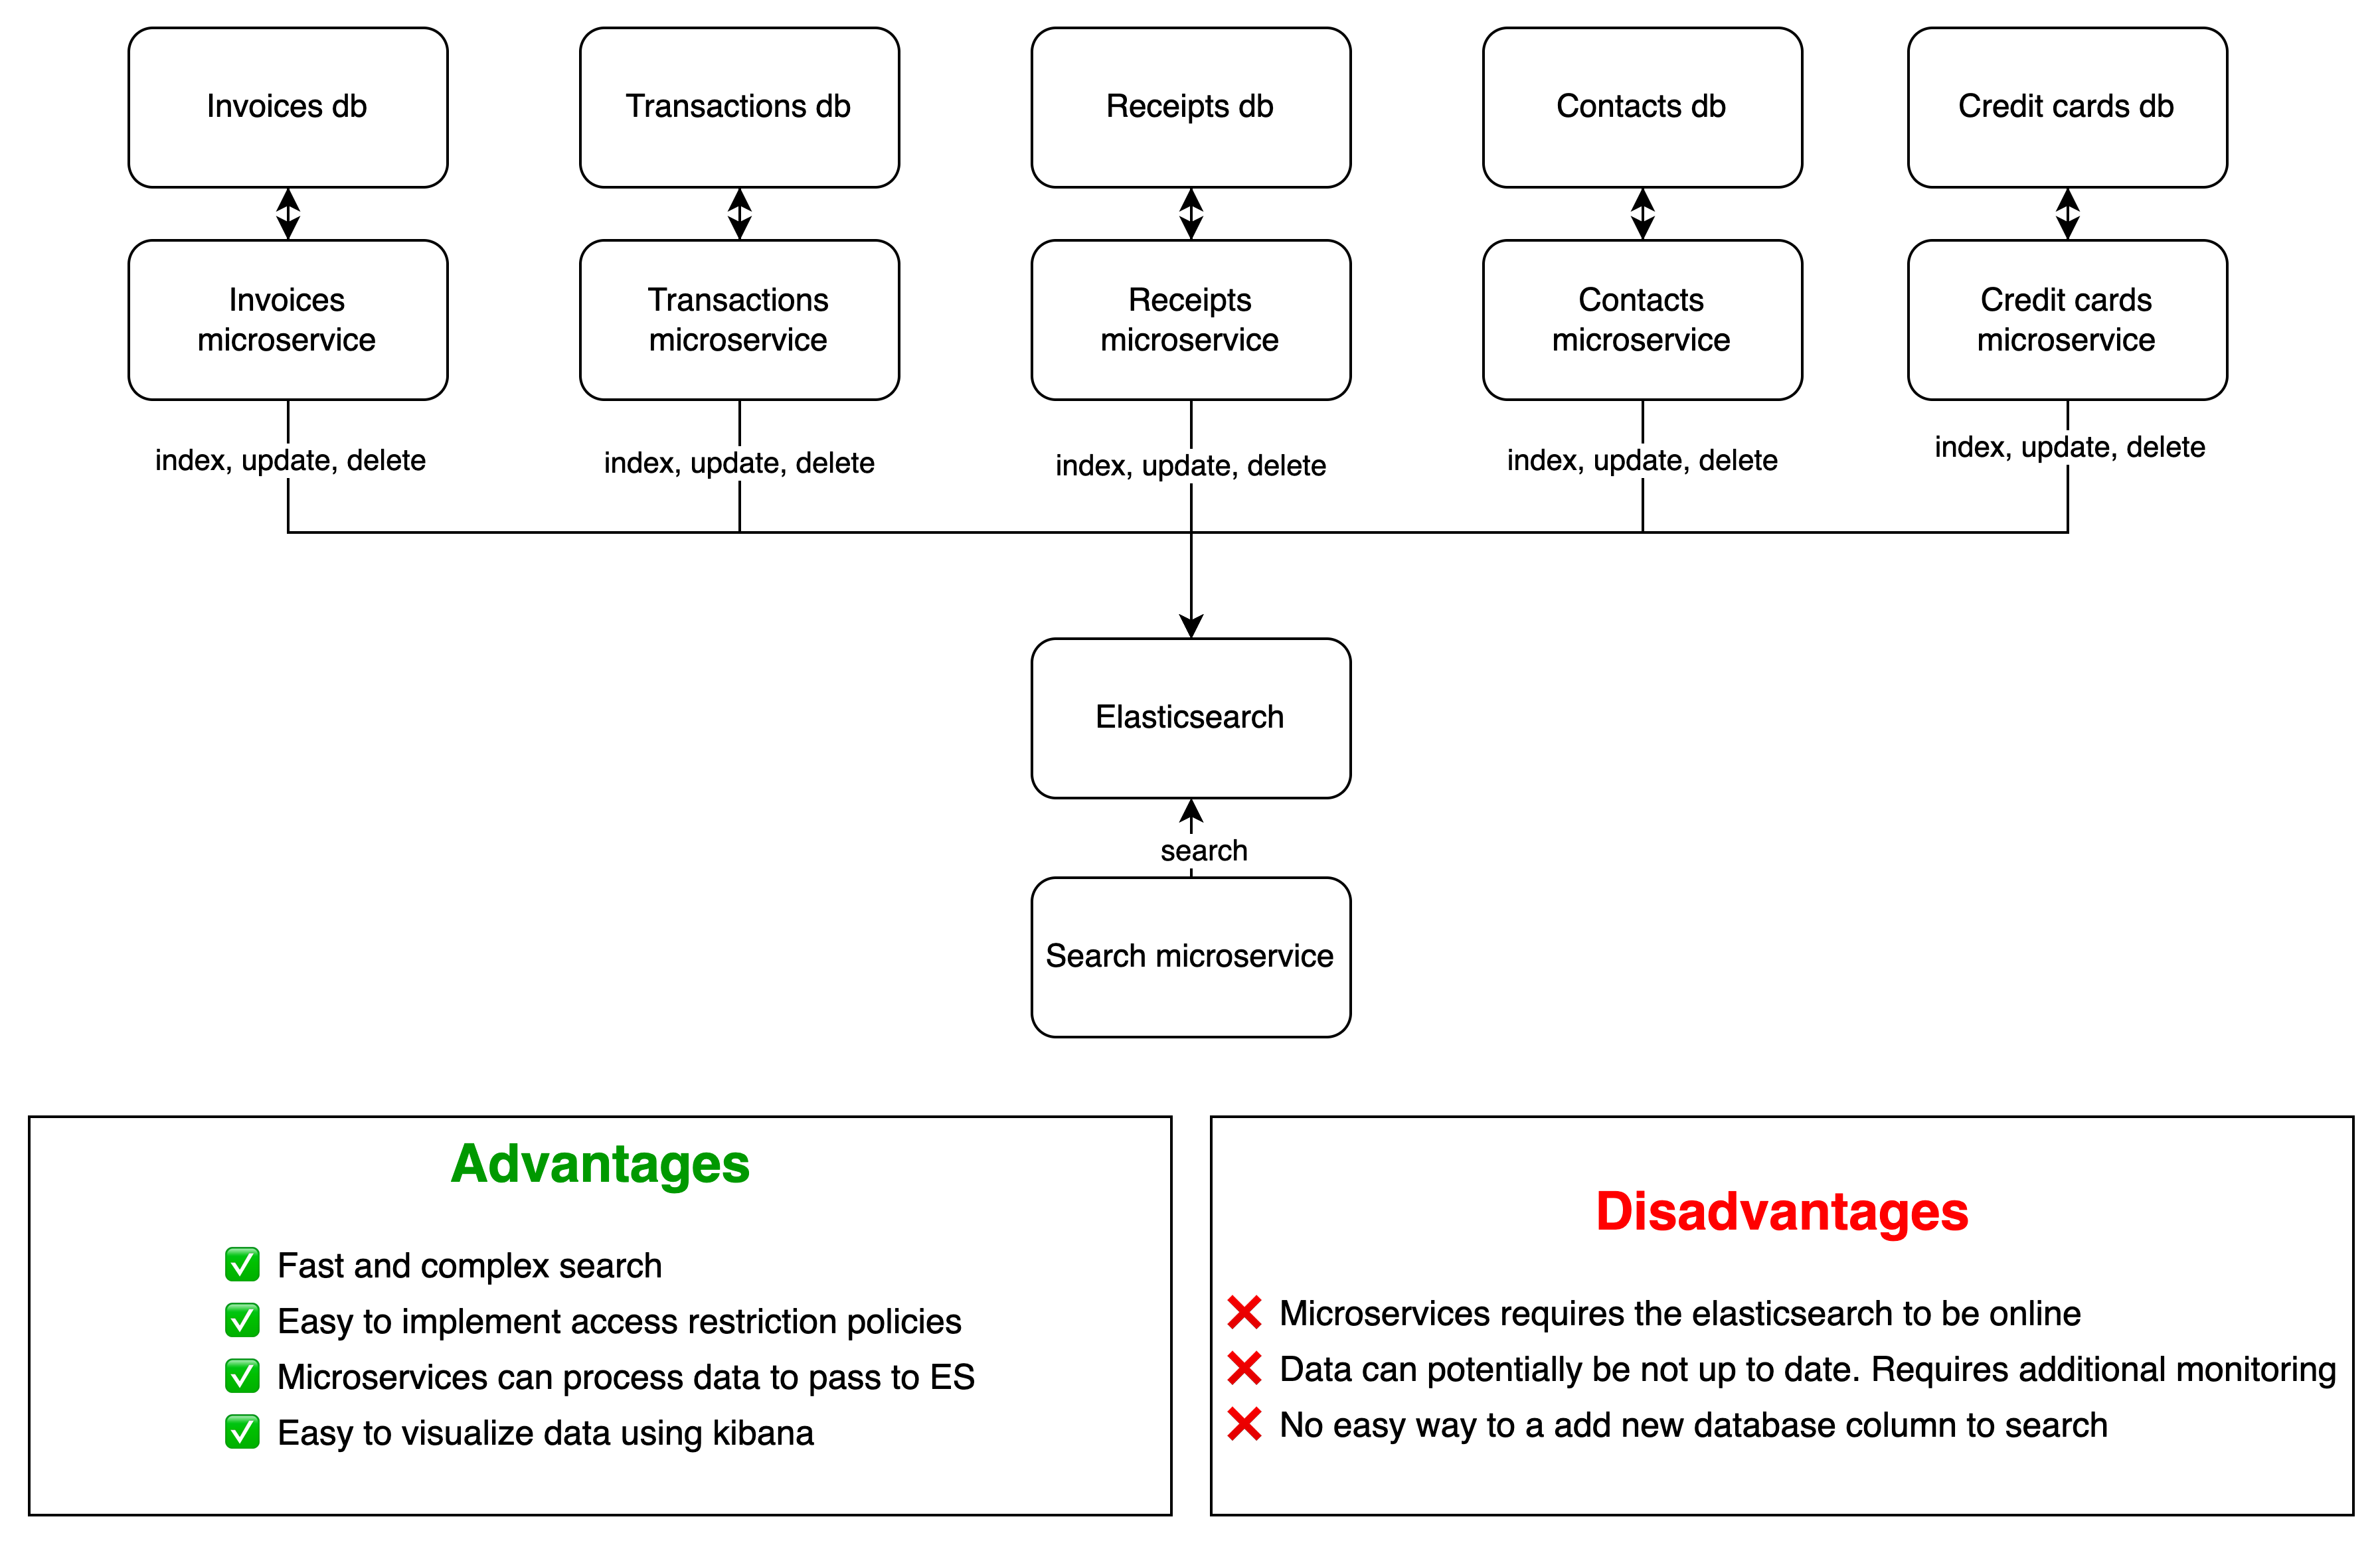 Invoices db
Transactions db
Receipts db
Contacts db
Credit cards db
Invoices
microservice
Transactions
microservice
Receipts
microservice
Contacts
microservice
Credit cards
microservice
index, update, delete
index, update, delete
index, update, delete
index, update, delete
index, update, delete
Elasticsearch
search
Search microservice
Advantages
✅ Fast and complex search
✅ Easy to implement access restriction policies
✅ Microservices can process data to pass to ES
✅ Easy to visualize data using kibana
Disadvantages
❌ Microservices requires the elasticsearch to be online
❌ Data can potentially be not up to date. Requires additional monitoring
❌ No easy way to a add new database column to search